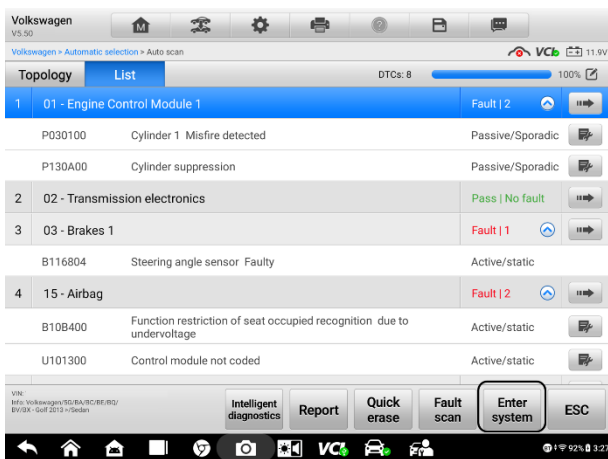 Volkswagen
V5.50
M
?
Volkswagen > Automatic selection > Auto scan
VCI
11.9V
Topology
List
DTCs: 8
100%
1 01 - Engine Control Module 1 Fault | 2
P030100 Cylinder 1 Misfire detected Passive/Sporadic
P130A00 Cylinder suppression Passive/Sporadic
2 02 - Transmission electronics Pass | No fault
3 03 - Brakes 1 Fault | 1
B116804 Steering angle sensor Faulty Active/static
4 15 - Airbag Fault | 2
B10B400 Function restriction of seat occupied recognition due to
undervoltage Active/static
U101300 Control module not coded Active/static
VIN:
Info: Volkswagen/5G/BA/BC/BE/BQ/
BV/BX - Golf 2013 >/Sedan
Intelligent
diagnostics
Report
Quick
erase
Fault
scan
Enter
system
ESC
VCI
92% 3:27